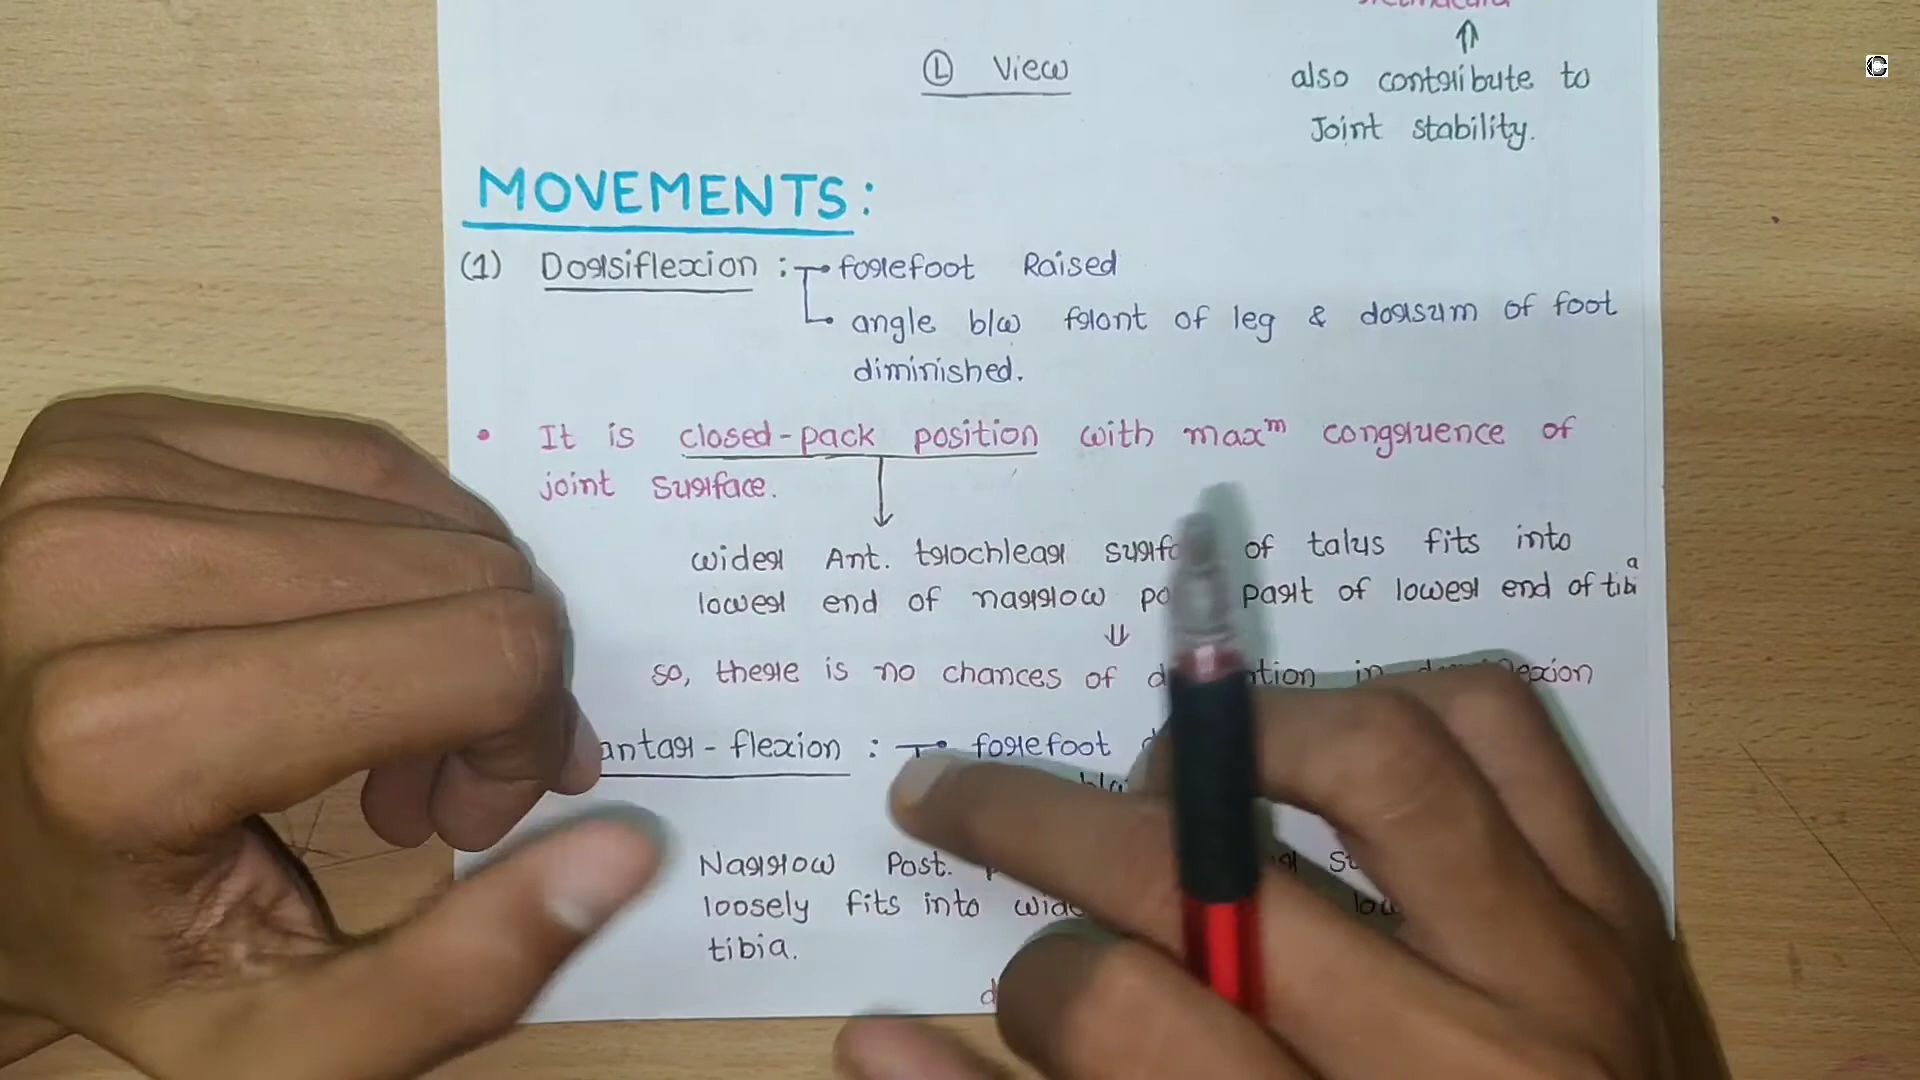 Ⓛ View
also contribute to
Joint stability.
MOVEMENTS:
(1) Dorsiflexion : forefoot Raised
angle b/w front of leg & dorsum of foot
diminished.
• It is closed-pack position with maxᵐ congruence of
joint surface.
wider Ant. trochlear of talus fits into
lower end of narrow part of lower end of tibia
⇓
so, there is no chances of in
flexion : forefoot
Narrow Post.
loosely fits into
tibia.